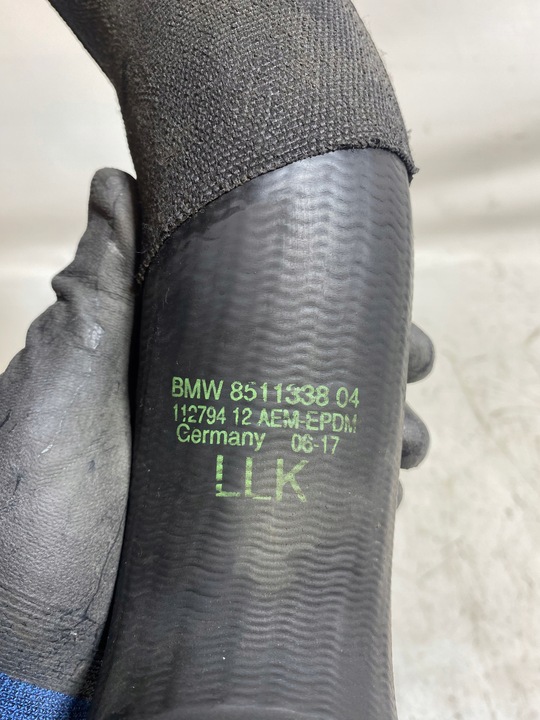 BMW 8511338 04
112794 12 AEM-EPDM
Germany 06-17
LLK